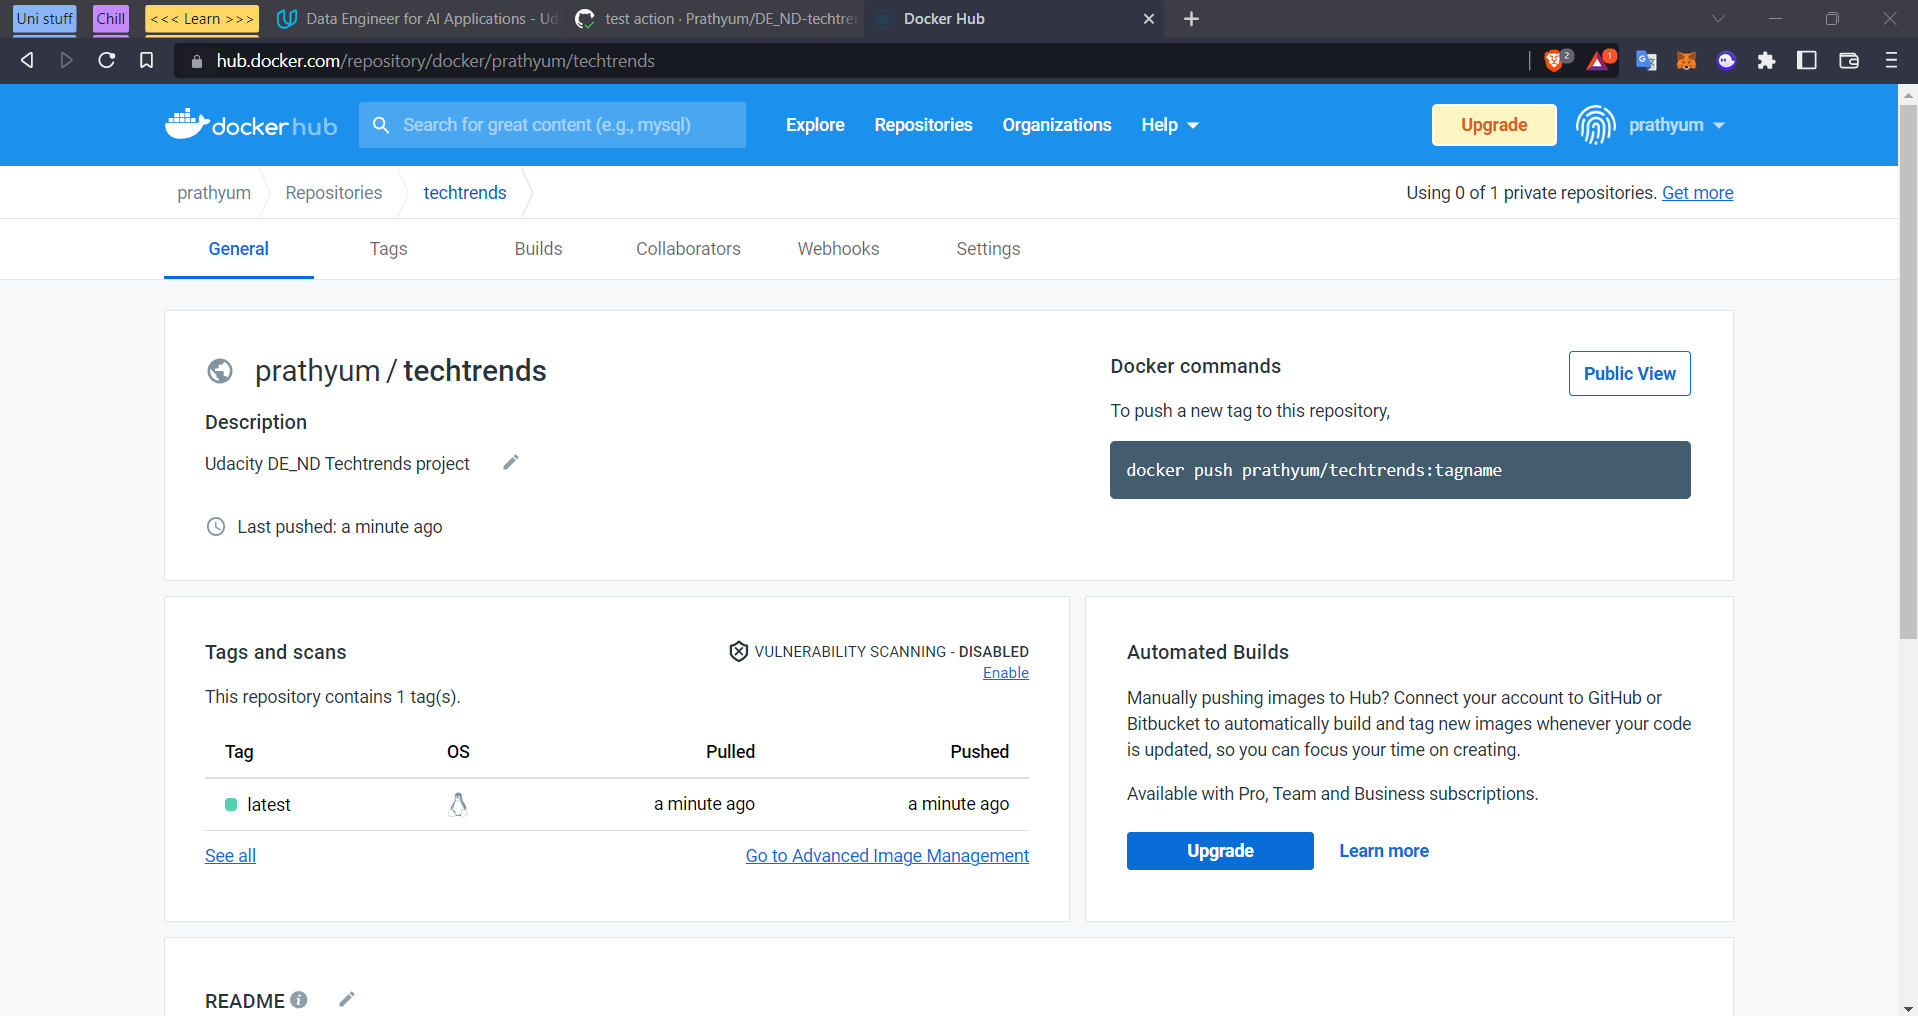 Uni stuff
Chill
<<< Learn >>>
Data Engineer for AI Applications - Ud
test action · Prathyum/DE_ND-techtre
Docker Hub
hub.docker.com/repository/docker/prathyum/techtrends
2
1
docker hub
Search for great content (e.g., mysql)
Explore
Repositories
Organizations
Help
Upgrade
prathyum
prathyum
Repositories
techtrends
Using 0 of 1 private repositories. Get more
General
Tags
Builds
Collaborators
Webhooks
Settings
prathyum / techtrends
Description
Udacity DE_ND Techtrends project
Last pushed: a minute ago
Docker commands
Public View
To push a new tag to this repository,
docker push prathyum/techtrends:tagname
Tags and scans
VULNERABILITY SCANNING - DISABLED
Enable
This repository contains 1 tag(s).
Tag
OS
Pulled
Pushed
latest
a minute ago
a minute ago
See all
Go to Advanced Image Management
Automated Builds
Manually pushing images to Hub? Connect your account to GitHub or
Bitbucket to automatically build and tag new images whenever your code
is updated, so you can focus your time on creating.
Available with Pro, Team and Business subscriptions.
Upgrade
Learn more
README